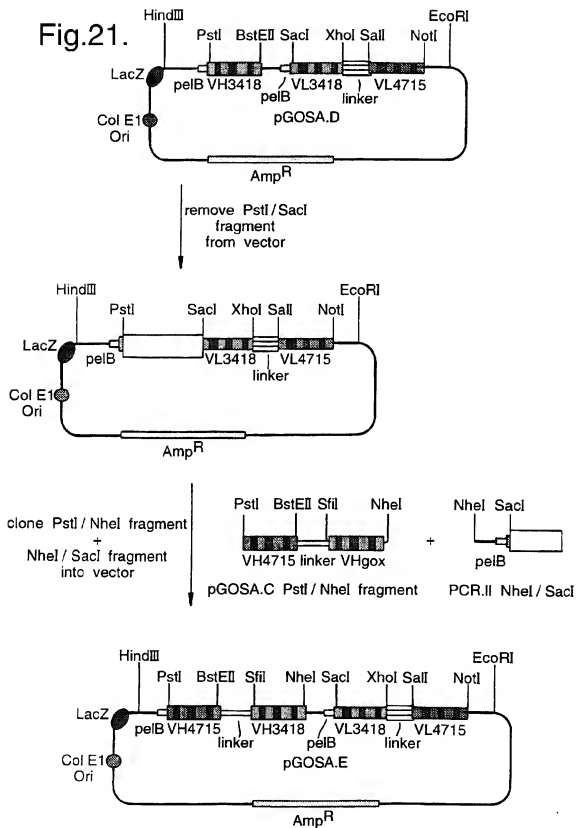 Fig.21.
HindIII
EcoRI
PstI BstEII SacI XhoI SalI NotI
LacZ
pelB VH3418 pelB VL3418 linker VL4715
Col E1
Ori
pGOSA.D
AmpR
remove PstI/SacI
fragment
from vector
HindIII
EcoRI
PstI SacI XhoI SalI NotI
LacZ
pelB VL3418 linker VL4715
Col E1
Ori
AmpR
clone PstI/NheI fragment
+
NheI/SacI fragment
into vector
PstI BstEII SfiI NheI
VH4715 linker VHgox
pGOSA.C PstI/NheI fragment
+
NheI SacI
pelB
PCR.II NheI/SacI
HindIII
EcoRI
PstI BstEII SfiI NheI SacI XhoI SalI NotI
LacZ
pelB VH4715 linker VH3418 pelB VL3418 linker VL4715
Col E1
Ori
pGOSA.E
AmpR